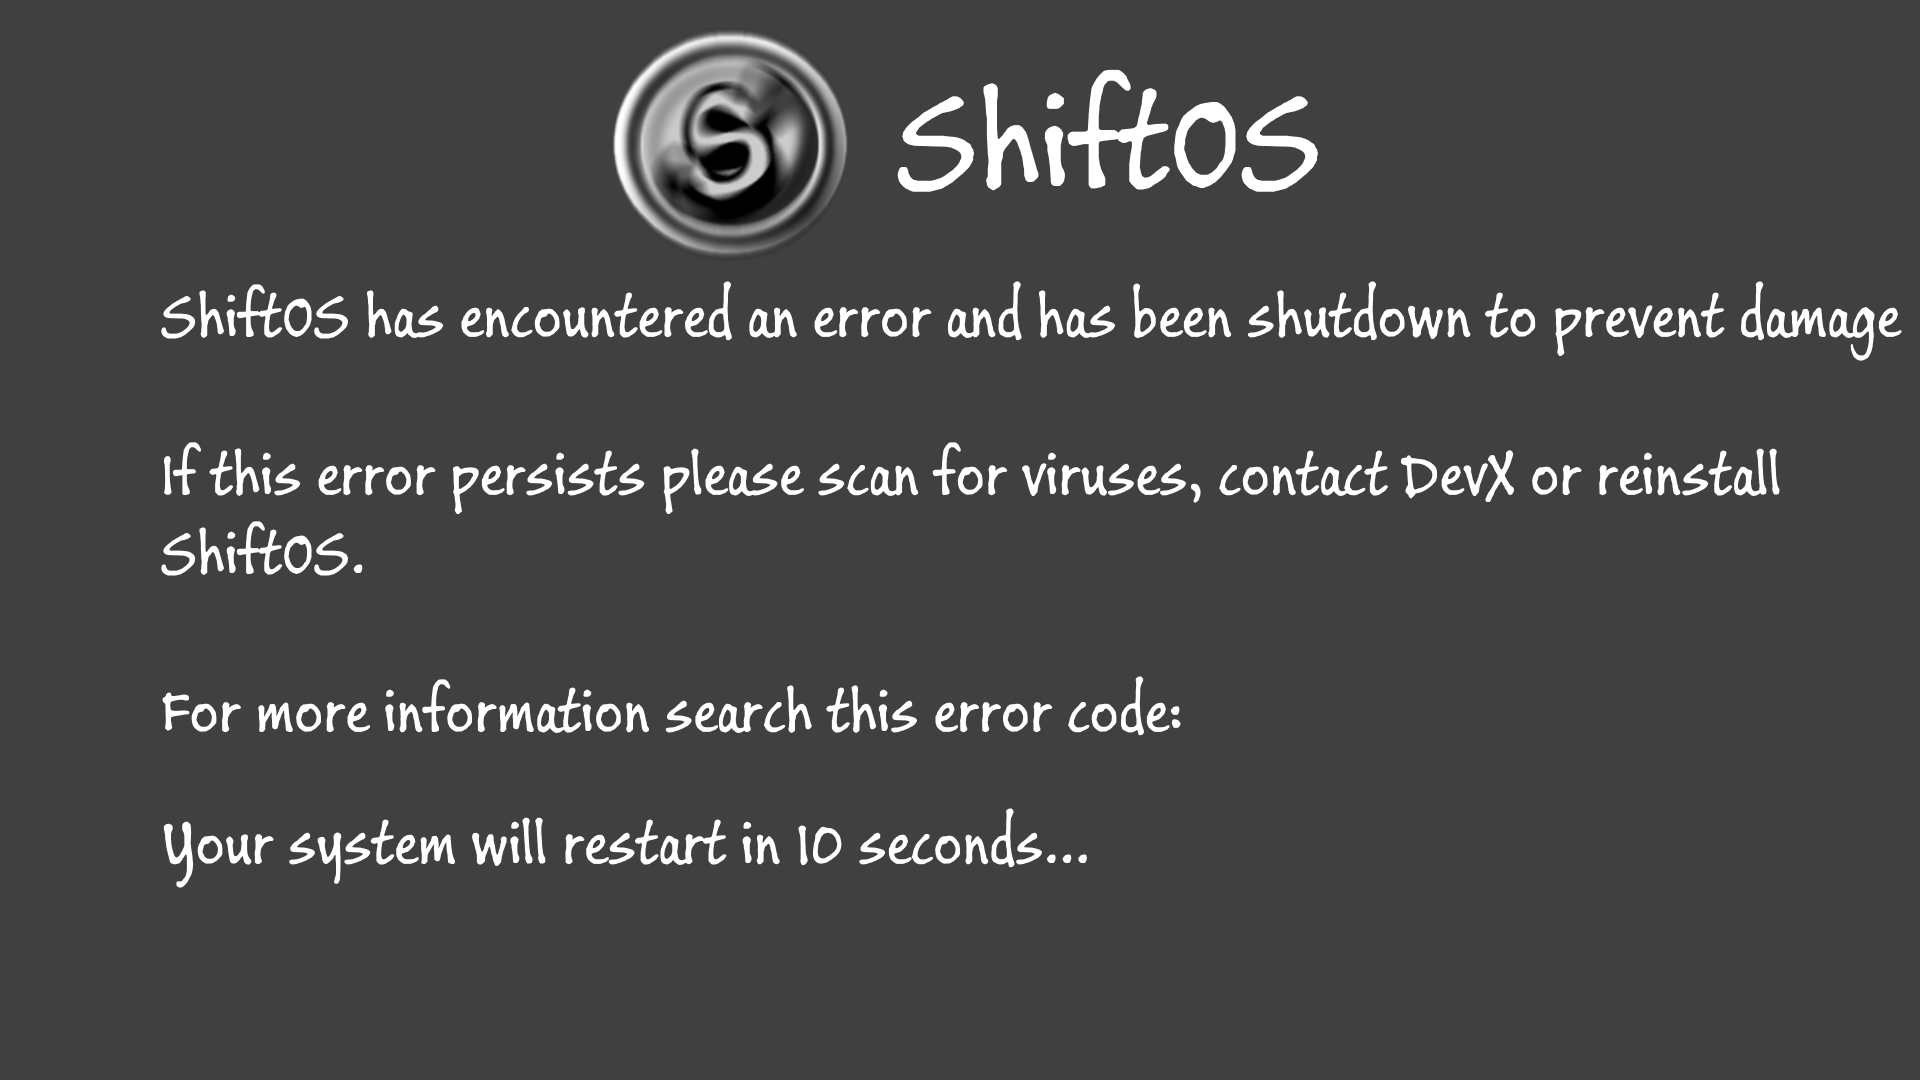 S
ShiftOS
ShiftOS has encountered an error and has been shutdown to prevent damage
If this error persists please scan for viruses, contact DevX or reinstall
ShiftOS.
For more information search this error code:
Your system will restart in 10 seconds...